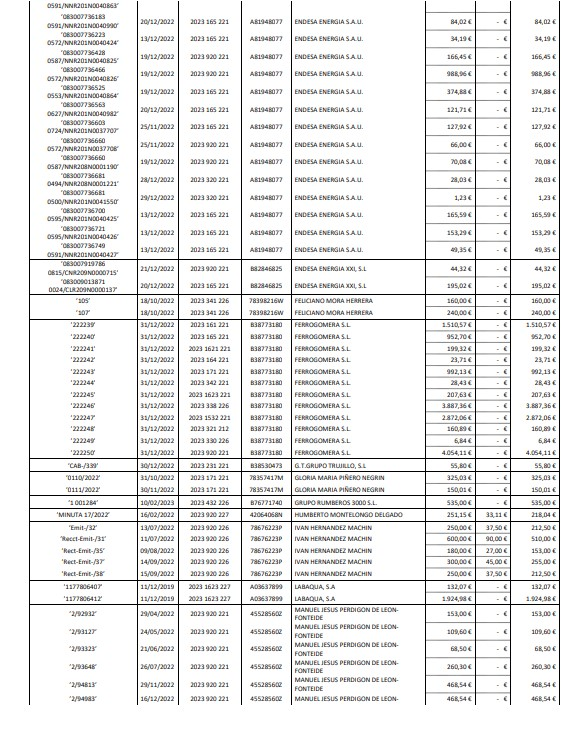 0591/NNR201N0040863'
'083007736183
0591/NNR201N0040990' 20/12/2022 2023 165 221 A81948077 ENDESA ENERGIA S.A.U. 84,02 € - € 84,02 €
'083007736223
0572/NNR201N0040424' 13/12/2022 2023 165 221 A81948077 ENDESA ENERGIA S.A.U. 34,19 € - € 34,19 €
'083007736428
0587/NNR201N0040825' 19/12/2022 2023 920 221 A81948077 ENDESA ENERGIA S.A.U. 166,45 € - € 166,45 €
'083007736466
0572/NNR201N0040826' 19/12/2022 2023 165 221 A81948077 ENDESA ENERGIA S.A.U. 988,96 € - € 988,96 €
'083007736525
0553/NNR201N0040864' 19/12/2022 2023 165 221 A81948077 ENDESA ENERGIA S.A.U. 374,88 € - € 374,88 €
'083007736563
0627/NNR201N0040982' 20/12/2022 2023 165 221 A81948077 ENDESA ENERGIA S.A.U. 121,71 € - € 121,71 €
'083007736603
0724/NNR201N0037707' 25/11/2022 2023 165 221 A81948077 ENDESA ENERGIA S.A.U. 127,92 € - € 127,92 €
'083007736660
0572/NNR201N0037708' 25/11/2022 2023 920 221 A81948077 ENDESA ENERGIA S.A.U. 66,00 € - € 66,00 €
'083007736660
0587/NNR208N0001190' 19/12/2022 2023 920 221 A81948077 ENDESA ENERGIA S.A.U. 70,08 € - € 70,08 €
'083007736681
0494/NNR208N0001221' 28/12/2022 2023 320 221 A81948077 ENDESA ENERGIA S.A.U. 28,03 € - € 28,03 €
'083007736681
0500/NNR201N0041550' 29/12/2022 2023 320 221 A81948077 ENDESA ENERGIA S.A.U. 1,23 € - € 1,23 €
'083007736700
0595/NNR201N0040425' 13/12/2022 2023 165 221 A81948077 ENDESA ENERGIA S.A.U. 165,59 € - € 165,59 €
'083007736721
0595/NNR201N0040426' 13/12/2022 2023 165 221 A81948077 ENDESA ENERGIA S.A.U. 153,29 € - € 153,29 €
'083007736749
0591/NNR201N0040427' 13/12/2022 2023 165 221 A81948077 ENDESA ENERGIA S.A.U. 49,35 € - € 49,35 €
'083007919786
0815/CNR209N0000715' 21/12/2022 2023 920 221 B82846825 ENDESA ENERGIA XXI, S.L 44,32 € - € 44,32 €
'083009013871
0024/CLR209N0000137' 20/12/2022 2023 165 221 B82846825 ENDESA ENERGIA XXI, S.L 195,02 € - € 195,02 €
'105' 18/10/2022 2023 341 226 78398216W FELICIANO MORA HERRERA 160,00 € - € 160,00 €
'107' 18/10/2022 2023 341 226 78398216W FELICIANO MORA HERRERA 240,00 € - € 240,00 €
'222239' 31/12/2022 2023 161 221 B38773180 FERROGOMERA S.L. 1.510,57 € - € 1.510,57 €
'222240' 31/12/2022 2023 165 221 B38773180 FERROGOMERA S.L. 952,70 € - € 952,70 €
'222241' 31/12/2022 2023 1621 221 B38773180 FERROGOMERA S.L. 199,32 € - € 199,32 €
'222242' 31/12/2022 2023 164 221 B38773180 FERROGOMERA S.L. 23,71 € - € 23,71 €
'222243' 31/12/2022 2023 171 221 B38773180 FERROGOMERA S.L. 992,13 € - € 992,13 €
'222244' 31/12/2022 2023 342 221 B38773180 FERROGOMERA S.L. 28,43 € - € 28,43 €
'222245' 31/12/2022 2023 1623 221 B38773180 FERROGOMERA S.L. 207,63 € - € 207,63 €
'222246' 31/12/2022 2023 338 226 B38773180 FERROGOMERA S.L. 3.887,36 € - € 3.887,36 €
'222247' 31/12/2022 2023 1532 221 B38773180 FERROGOMERA S.L. 2.872,06 € - € 2.872,06 €
'222248' 31/12/2022 2023 321 212 B38773180 FERROGOMERA S.L. 160,89 € - € 160,89 €
'222249' 31/12/2022 2023 330 226 B38773180 FERROGOMERA S.L. 6,84 € - € 6,84 €
'222250' 31/12/2022 2023 920 221 B38773180 FERROGOMERA S.L. 4.054,11 € - € 4.054,11 €
'CAB-/339' 30/12/2022 2023 231 221 B38530473 G.T.GRUPO TRUJILLO, S.L 55,80 € - € 55,80 €
'0110/2022' 31/10/2022 2023 171 221 78357417M GLORIA MARIA PIÑERO NEGRIN 325,03 € - € 325,03 €
'0111/2022' 30/11/2022 2023 171 221 78357417M GLORIA MARIA PIÑERO NEGRIN 150,01 € - € 150,01 €
'1 001284' 10/02/2023 2023 432 226 B76771740 GRUPO RUMBEROS 3000 S.L. 535,00 € - € 535,00 €
'MINUTA 17/2022' 16/02/2022 2023 920 227 42064068N HUMBERTO MONTELONGO DELGADO 251,15 € 33,11 € 218,04 €
'Emit-/32' 13/07/2022 2023 920 226 78676223P IVAN HERNANDEZ MACHIN 250,00 € 37,50 € 212,50 €
'Recct-Emit-/31' 11/07/2022 2023 920 226 78676223P IVAN HERNANDEZ MACHIN 600,00 € 90,00 € 510,00 €
'Rect-Emit-/35' 09/08/2022 2023 920 226 78676223P IVAN HERNANDEZ MACHIN 180,00 € 27,00 € 153,00 €
'Rect-Emit-/37' 14/09/2022 2023 920 226 78676223P IVAN HERNANDEZ MACHIN 300,00 € 45,00 € 255,00 €
'Rect-Emit-/38' 15/09/2022 2023 920 226 78676223P IVAN HERNANDEZ MACHIN 250,00 € 37,50 € 212,50 €
'1177806407' 11/12/2019 2023 1623 227 A03637899 LABAQUA, S.A 132,07 € - € 132,07 €
'1177806412' 11/12/2019 2023 1623 227 A03637899 LABAQUA, S.A 1.924,98 € - € 1.924,98 €
'2/92932' 29/04/2022 2023 920 221 45528560Z MANUEL JESUS PERDIGON DE LEON-
FONTEIDE 153,00 € - € 153,00 €
'2/93127' 24/05/2022 2023 920 221 45528560Z MANUEL JESUS PERDIGON DE LEON-
FONTEIDE 109,60 € - € 109,60 €
'2/93323' 21/06/2022 2023 920 221 45528560Z MANUEL JESUS PERDIGON DE LEON-
FONTEIDE 68,50 € - € 68,50 €
'2/93648' 26/07/2022 2023 920 221 45528560Z MANUEL JESUS PERDIGON DE LEON-
FONTEIDE 260,30 € - € 260,30 €
'2/94813' 29/11/2022 2023 920 221 45528560Z MANUEL JESUS PERDIGON DE LEON-
FONTEIDE 468,54 € - € 468,54 €
'2/94983' 16/12/2022 2023 920 221 45528560Z MANUEL JESUS PERDIGON DE LEON- 468,54 € - € 468,54 €